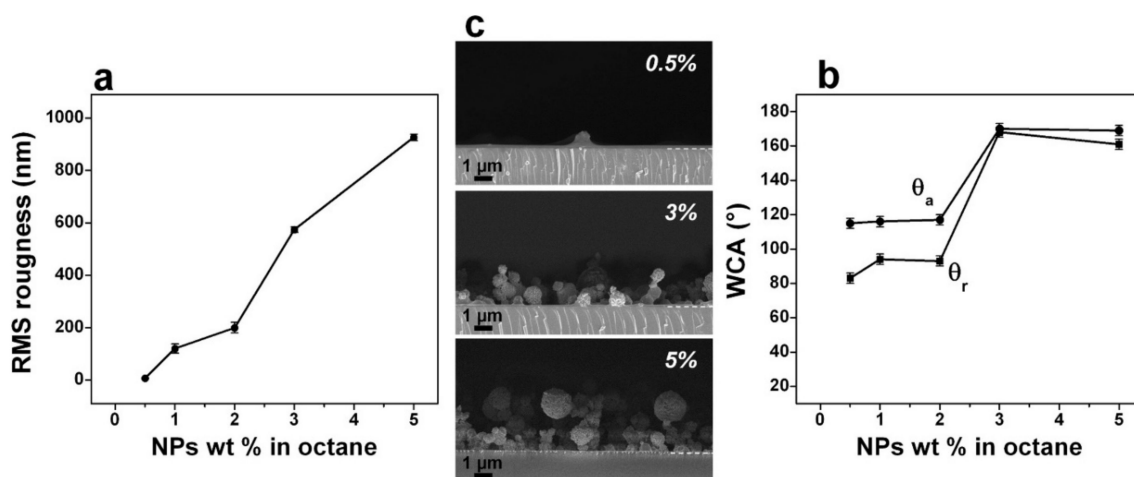 a
RMS rougness (nm)
1000
800
600
400
200
0
0 1 2 3 4 5
NPs wt % in octane
c
0.5%
1 µm
3%
1 µm
5%
1 µm
b
WCA (°)
180
160
140
120
100
80
60
40
20
θa
θr
0 1 2 3 4 5
NPs wt % in octane